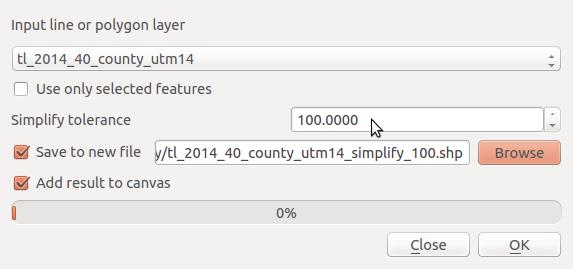 Input line or polygon layer
tl_2014_40_county_utm14
Use only selected features
Simplify tolerance 100.0000
Save to new file y/tl_2014_40_county_utm14_simplify_100.shp Browse
Add result to canvas
0%
Close OK